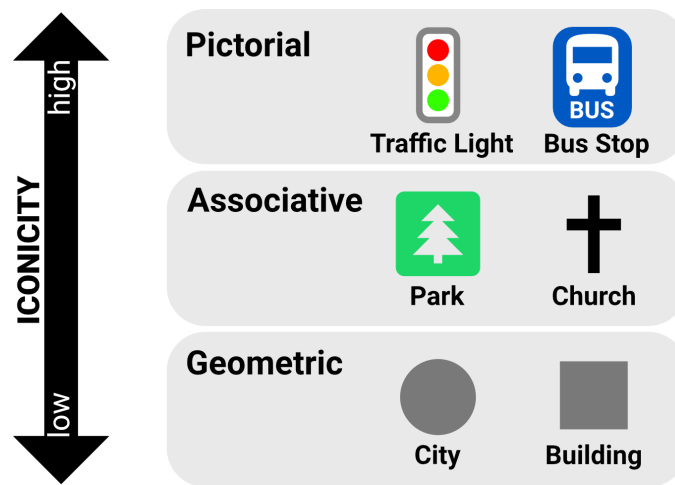 ICONICITY
high
low
Pictorial
BUS
Traffic Light Bus Stop
Associative
Park Church
Geometric
City Building